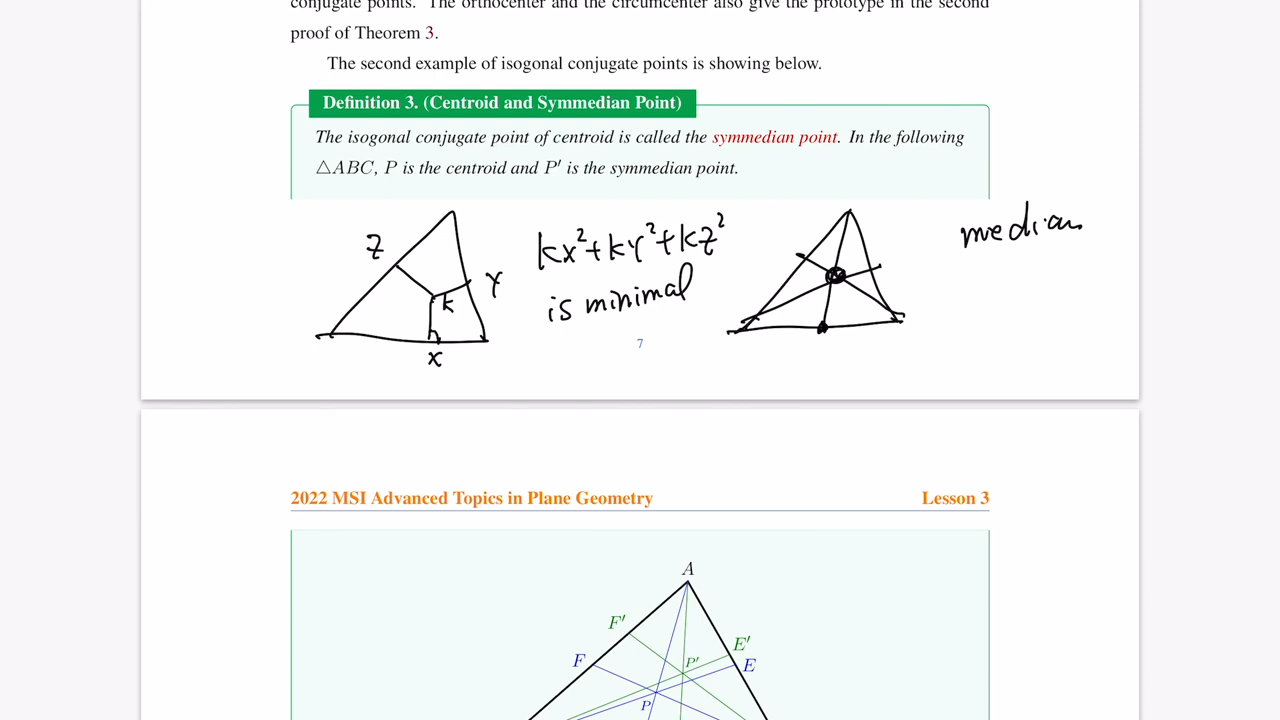 conjugate points. The orthocenter and the circumcenter also give the prototype in the second
proof of Theorem 3.
The second example of isogonal conjugate points is showing below.
Definition 3. (Centroid and Symmedian Point)
The isogonal conjugate point of centroid is called the symmedian point. In the following
△ABC, P is the centroid and P′ is the symmedian point.
Z
Y
K
X
KX²+KY²+KZ²
is minimal
median
7
2022 MSI Advanced Topics in Plane Geometry Lesson 3
A
F′
E′
F
P′
E
P